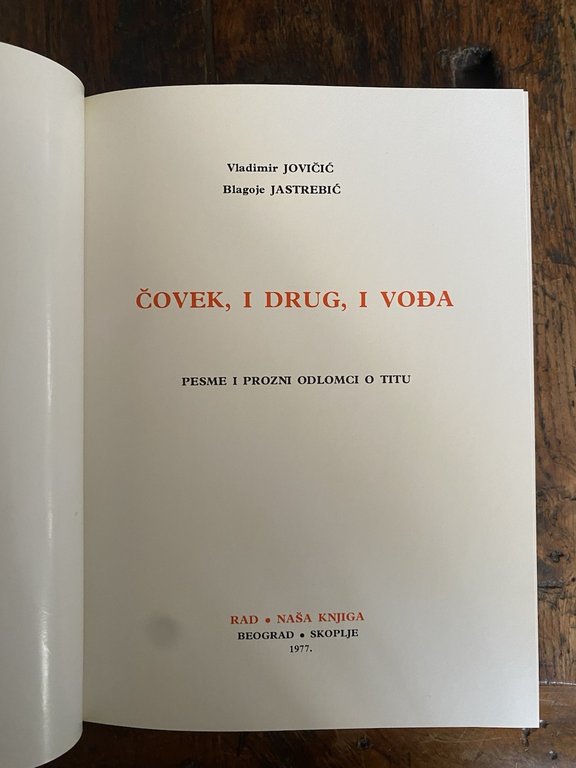 Vladimir JOVIČIĆ
Blagoje JASTREBIĆ
ČOVEK, I DRUG, I VOĐA
PESME I PROZNI ODLOMCI O TITU
RAD • NAŠA KNJIGA
BEOGRAD • SKOPLJE
1977.